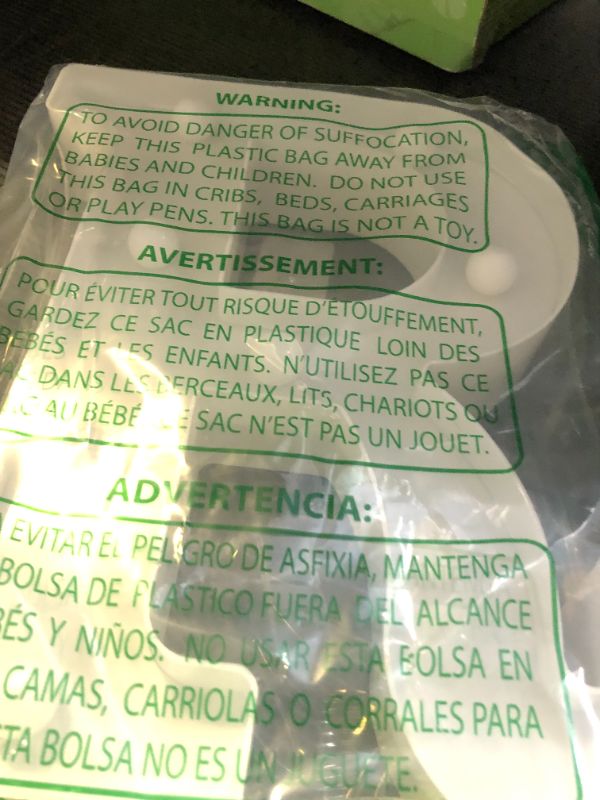 WARNING:
TO AVOID DANGER OF SUFFOCATION,
KEEP THIS PLASTIC BAG AWAY FROM
BABIES AND CHILDREN. DO NOT USE
THIS BAG IN CRIBS, BEDS, CARRIAGES
OR PLAY PENS. THIS BAG IS NOT A TOY.
AVERTISSEMENT:
POUR ÉVITER TOUT RISQUE D'ÉTOUFFEMENT,
GARDEZ CE SAC EN PLASTIQUE LOIN DES
BÉBÉS ET LES ENFANTS. N'UTILISEZ PAS CE
DANS LES BERCEAUX, LITS, CHARIOTS OU
AU BÉBÉ. CE SAC N'EST PAS UN JOUET.
ADVERTENCIA:
EVITAR EL PELIGRO DE ASFIXIA, MANTENGA
BOLSA DE PLASTICO FUERA DEL ALCANCE
Y NIÑOS. NO USAR ESTA BOLSA EN
CAMAS, CARRIOLAS O CORRALES PARA
BOLSA NO ES UN JUGUETE.